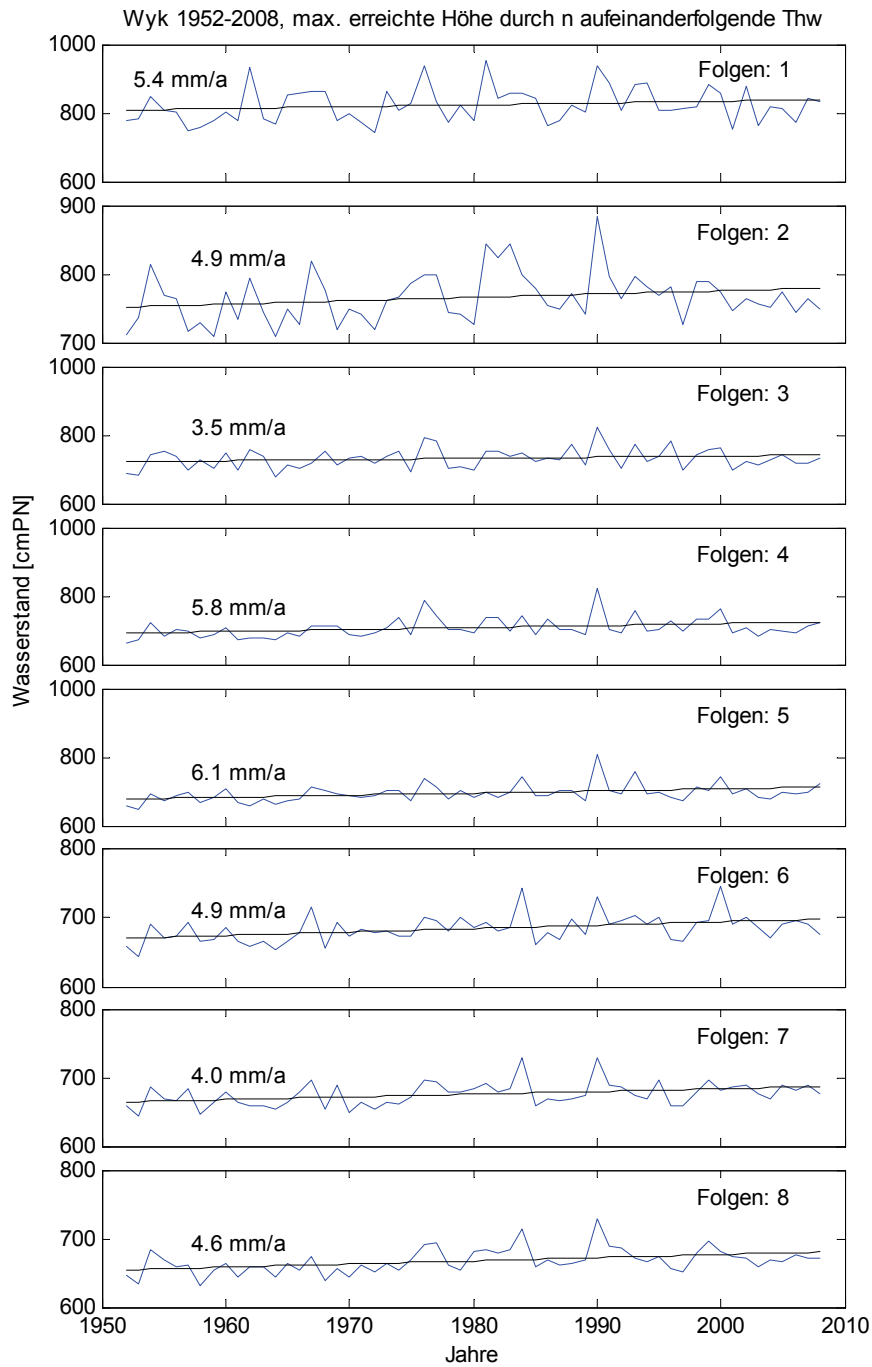 Wyk 1952-2008, max. erreichte Höhe durch n aufeinanderfolgende Thw
1000
5.4 mm/a
Folgen: 1
800
600
900
Folgen: 2
4.9 mm/a
800
700
1000
Folgen: 3
3.5 mm/a
800
600
1000
Folgen: 4
5.8 mm/a
800
600
1000
Folgen: 5
6.1 mm/a
800
600
800
Folgen: 6
4.9 mm/a
700
600
800
Folgen: 7
4.0 mm/a
700
600
800
Folgen: 8
4.6 mm/a
700
600
1950 1960 1970 1980 1990 2000 2010
Jahre
Wasserstand [cmPN]